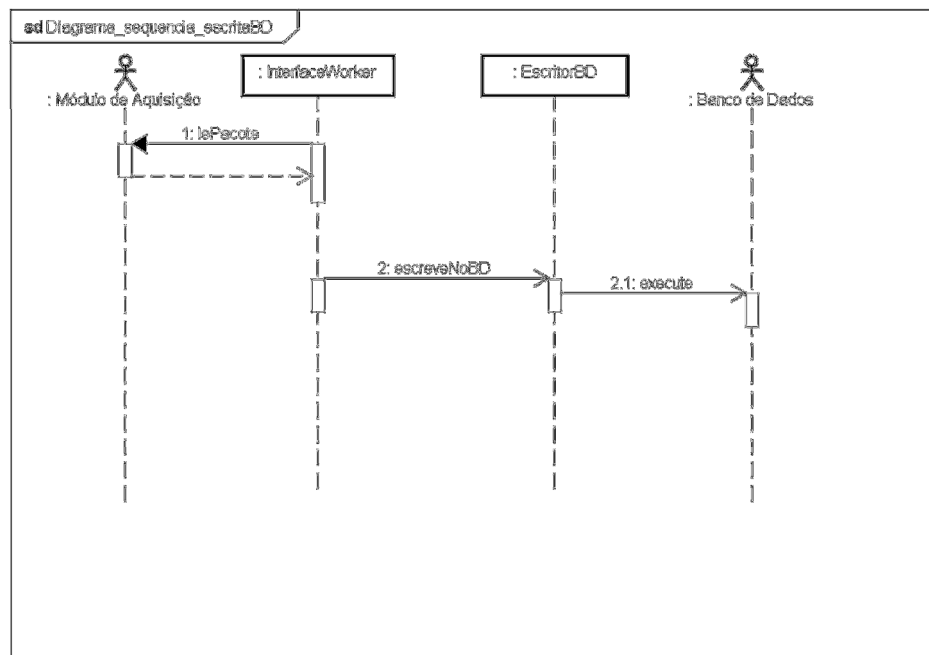 sd Diagrama_sequencia_escritaBD
: Módulo de Aquisição
: InterfaceWorker
: EscritorBD
: Banco de Dados
1: lePacote
2: escreveNoBD
2.1: execute